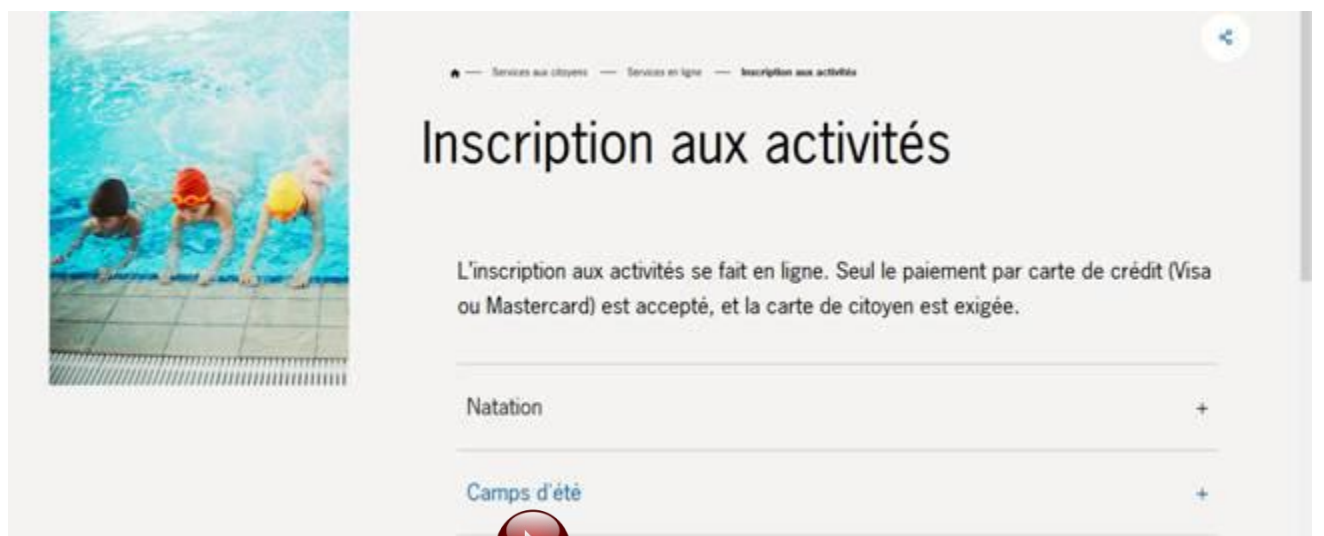 Services aux citoyens — Services en ligne — Inscription aux activités
Inscription aux activités
L'inscription aux activités se fait en ligne. Seul le paiement par carte de crédit (Visa
ou Mastercard) est accepté, et la carte de citoyen est exigée.
Natation +
Camps d'été +